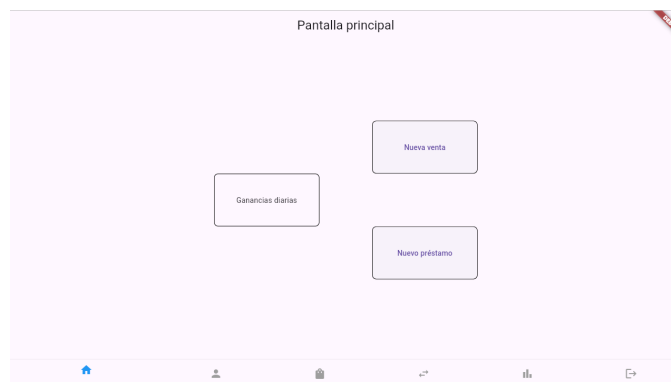 Pantalla principal
Nueva venta
Ganancias diarias
Nuevo préstamo